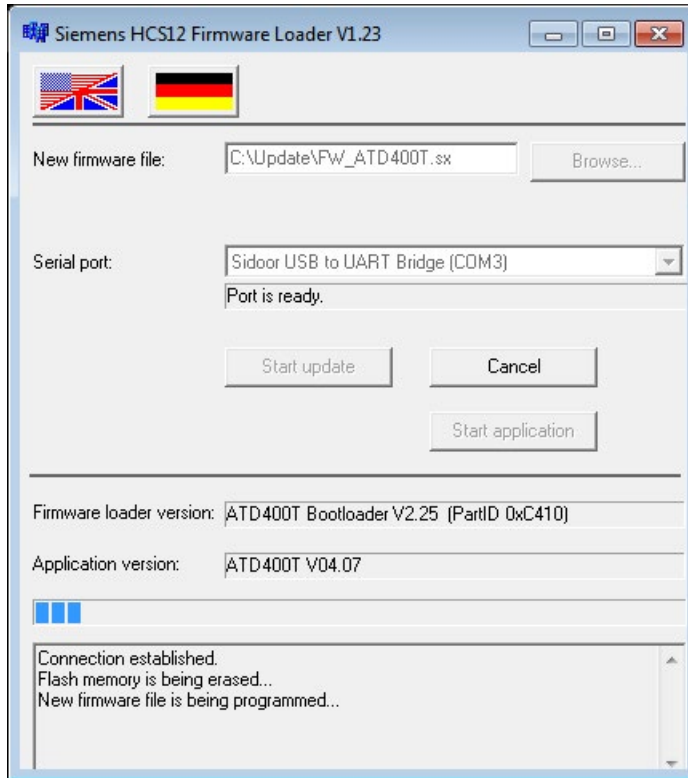 Siemens HCS12 Firmware Loader V1.23
New firmware file:
C:\Update\FW_ATD400T.sx
Browse...
Serial port:
Sidoor USB to UART Bridge (COM3)
Port is ready.
Start update
Cancel
Start application
Firmware loader version:
ATD400T Bootloader V2.25 (PartID 0xC410)
Application version:
ATD400T V04.07
Connection established.
Flash memory is being erased...
New firmware file is being programmed...